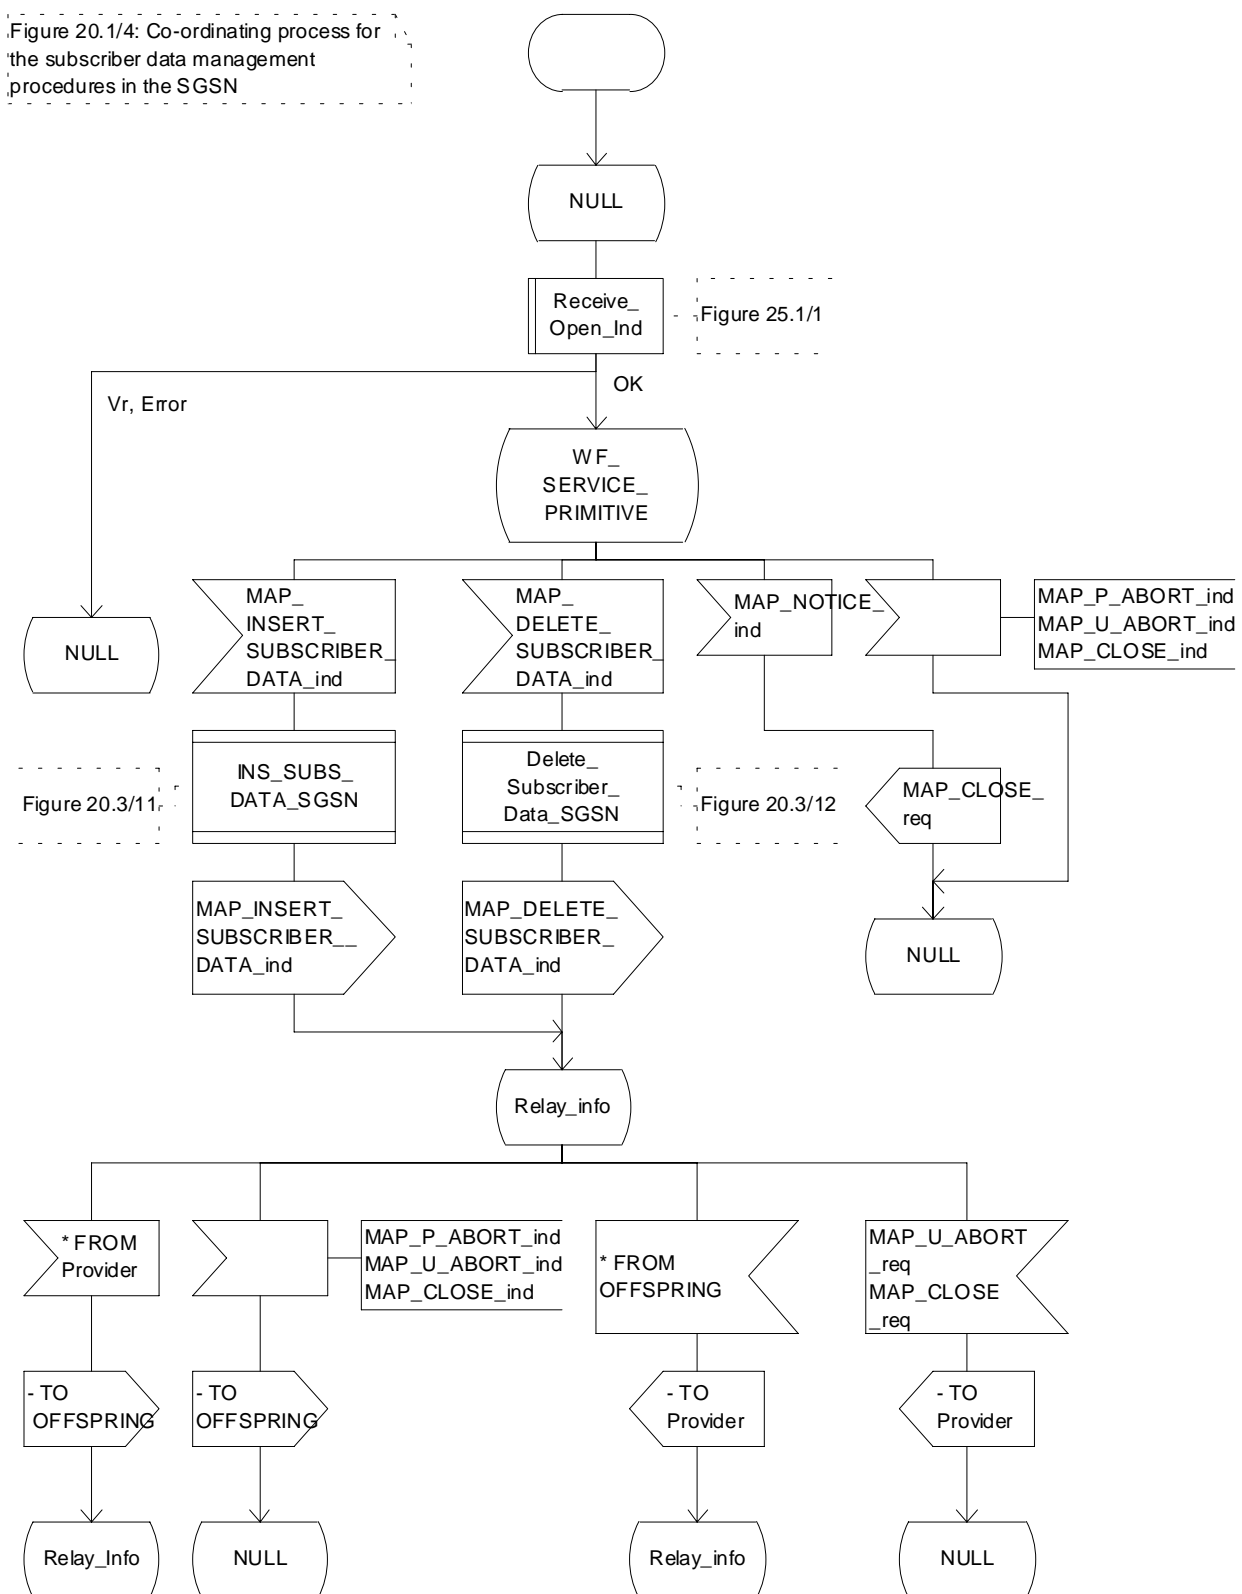 Figure 20.1/4: Co-ordinating process for
the subscriber data management
procedures in the SGSN
NULL
Receive_
Open_Ind
Figure 25.1/1
OK
Vr, Error
WF_
SERVICE_
PRIMITIVE
NULL
MAP_
INSERT_
SUBSCRIBER_
DATA_ind
MAP_
DELETE_
SUBSCRIBER_
DATA_ind
MAP_NOTICE_
ind
MAP_P_ABORT_ind
MAP_U_ABORT_ind
MAP_CLOSE_ind
Figure 20.3/11
INS_SUBS_
DATA_SGSN
Delete_
Subscriber_
Data_SGSN
Figure 20.3/12
MAP_CLOSE_
req
MAP_INSERT_
SUBSCRIBER__
DATA_ind
MAP_DELETE_
SUBSCRIBER_
DATA_ind
NULL
Relay_info
* FROM
Provider
MAP_P_ABORT_ind
MAP_U_ABORT_ind
MAP_CLOSE_ind
* FROM
OFFSPRING
MAP_U_ABORT
_req
MAP_CLOSE
_req
- TO
OFFSPRING
- TO
OFFSPRING
- TO
Provider
- TO
Provider
Relay_Info
NULL
Relay_info
NULL